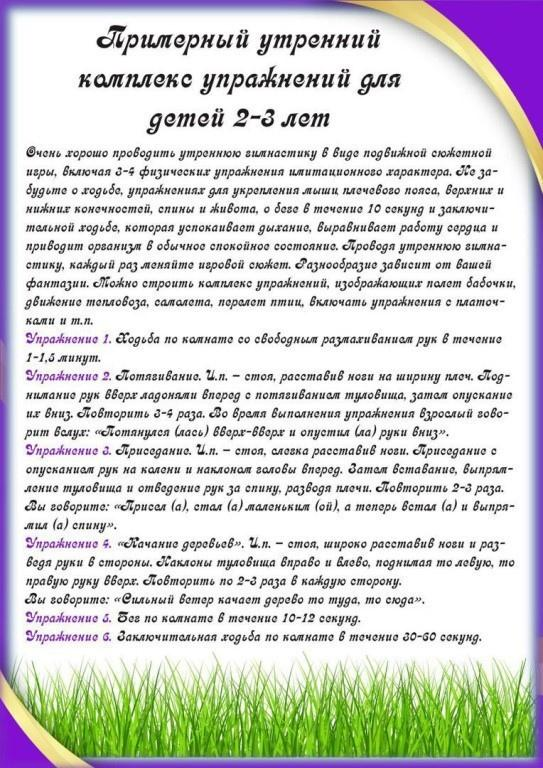 Примерный утренний
комплекс упражнений для
детей 2-3 лет
Очень хорошо проводить утреннюю гимнастику в виде подвижной сюжетной
игры, включая 3-4 физических упражнения имитационного характера. Не за-
будьте о ходьбе, упражнениях для укрепления мышц плечевого пояса, верхних и
нижних конечностей, спины и живота, о беге в течение 10 секунд и заключи-
тельной ходьбе, которая успокаивает дыхание, выравнивает работу сердца и
приводит организм в обычное спокойное состояние. Проводя утреннюю гимна-
стику, каждый раз меняйте игровой сюжет. Разнообразие зависит от вашей
фантазии. Можно строить комплекс упражнений, изображающих полет бабочки,
движение тепловоза, самолета, перелет птиц, включать упражнения с платоч-
ками и т.п.
Упражнение 1. Ходьба по комнате со свободным размахиванием рук в течение
1-1,5 минут.
Упражнение 2. Потягивание. И.п. – стоя, расставив ноги на ширину плеч. Под-
нимание рук вверх ладонями вперед с потягиванием туловища, затем опускание
их вниз. Повторить 3-4 раза. Во время выполнения упражнения взрослый гово-
рит вслух: «Потянулся (лась) вверх-вверх и опустил (ла) руки вниз».
Упражнение 3. Приседание. И.п. – стоя, слегка расставив ноги. Приседание с
опусканием рук на колени и наклоном головы вперед. Затем вставание, выпрям-
ление туловища и отведение рук за спину, разводя плечи. Повторить 2-3 раза.
Вы говорите: «Присел (а), стал (а) маленьким (ой), а теперь встал (а) и выпря-
мил (а) спину».
Упражнение 4. «Качание деревьев». И.п. – стоя, широко расставив ноги и раз-
ведя руки в стороны. Наклоны туловища вправо и влево, поднимая то левую, то
правую руку вверх. Повторить по 2-3 раза в каждую сторону.
Вы говорите: «Сильный ветер качает дерево то туда, то сюда».
Упражнение 5. Бег по комнате в течение 10-12 секунд.
Упражнение 6. Заключительная ходьба по комнате в течение 30-60 секунд.